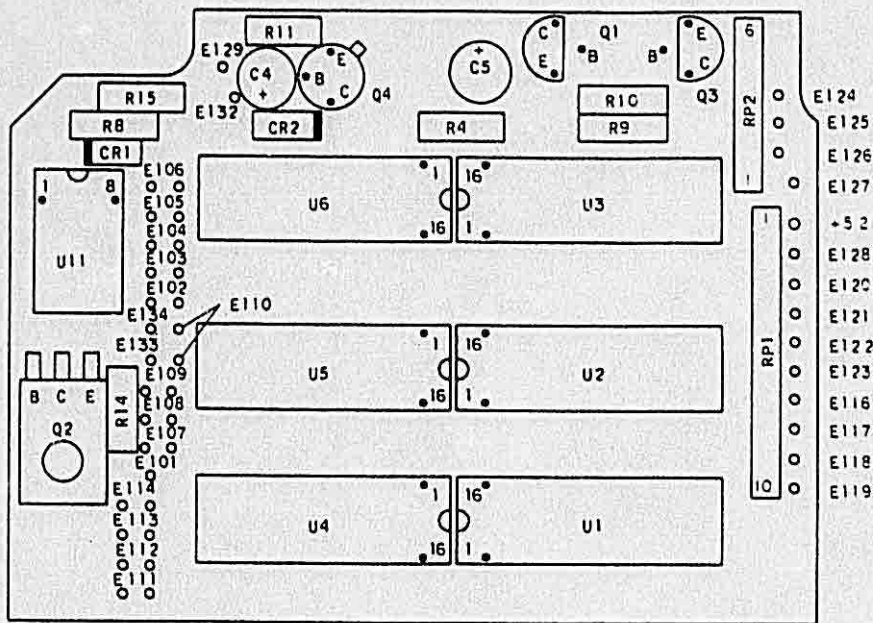 R11
E129
C4
+
E
B
C
Q4
+
C5
C
E
B
Q1
B
E
C
Q3
6
RP2
1
E124
E125
E126
E127
+52
E128
E120
E121
E122
E123
E116
E117
E118
E119
R15
E132
R8
CR2
R4
R10
R9
CR1
1
8
U11
E106
E105
E104
E103
E102
E134
E110
E133
E109
E108
E107
E101
E114
E113
E112
E111
U6
1
16
16
1
U3
U5
1
16
16
1
U2
U4
1
16
16
1
U1
1
RP1
10
B C E
Q2
R14